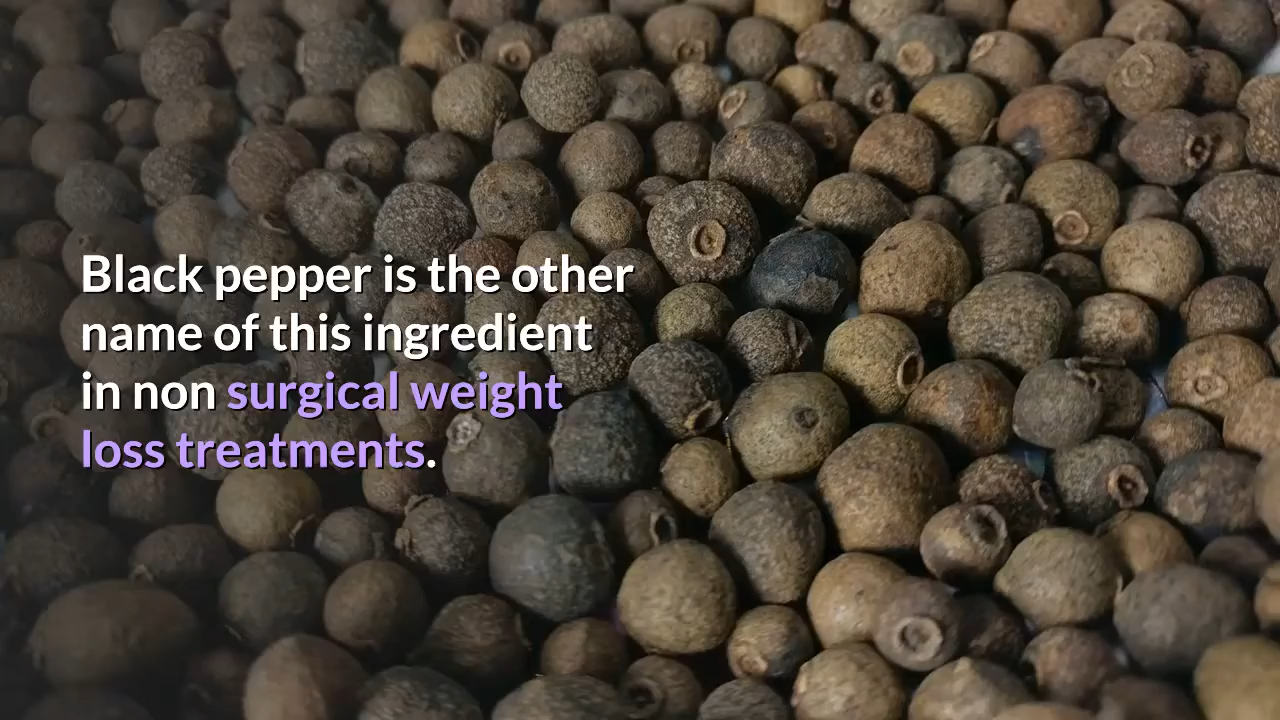 Black pepper is the other
name of this ingredient
in non surgical weight
loss treatments.